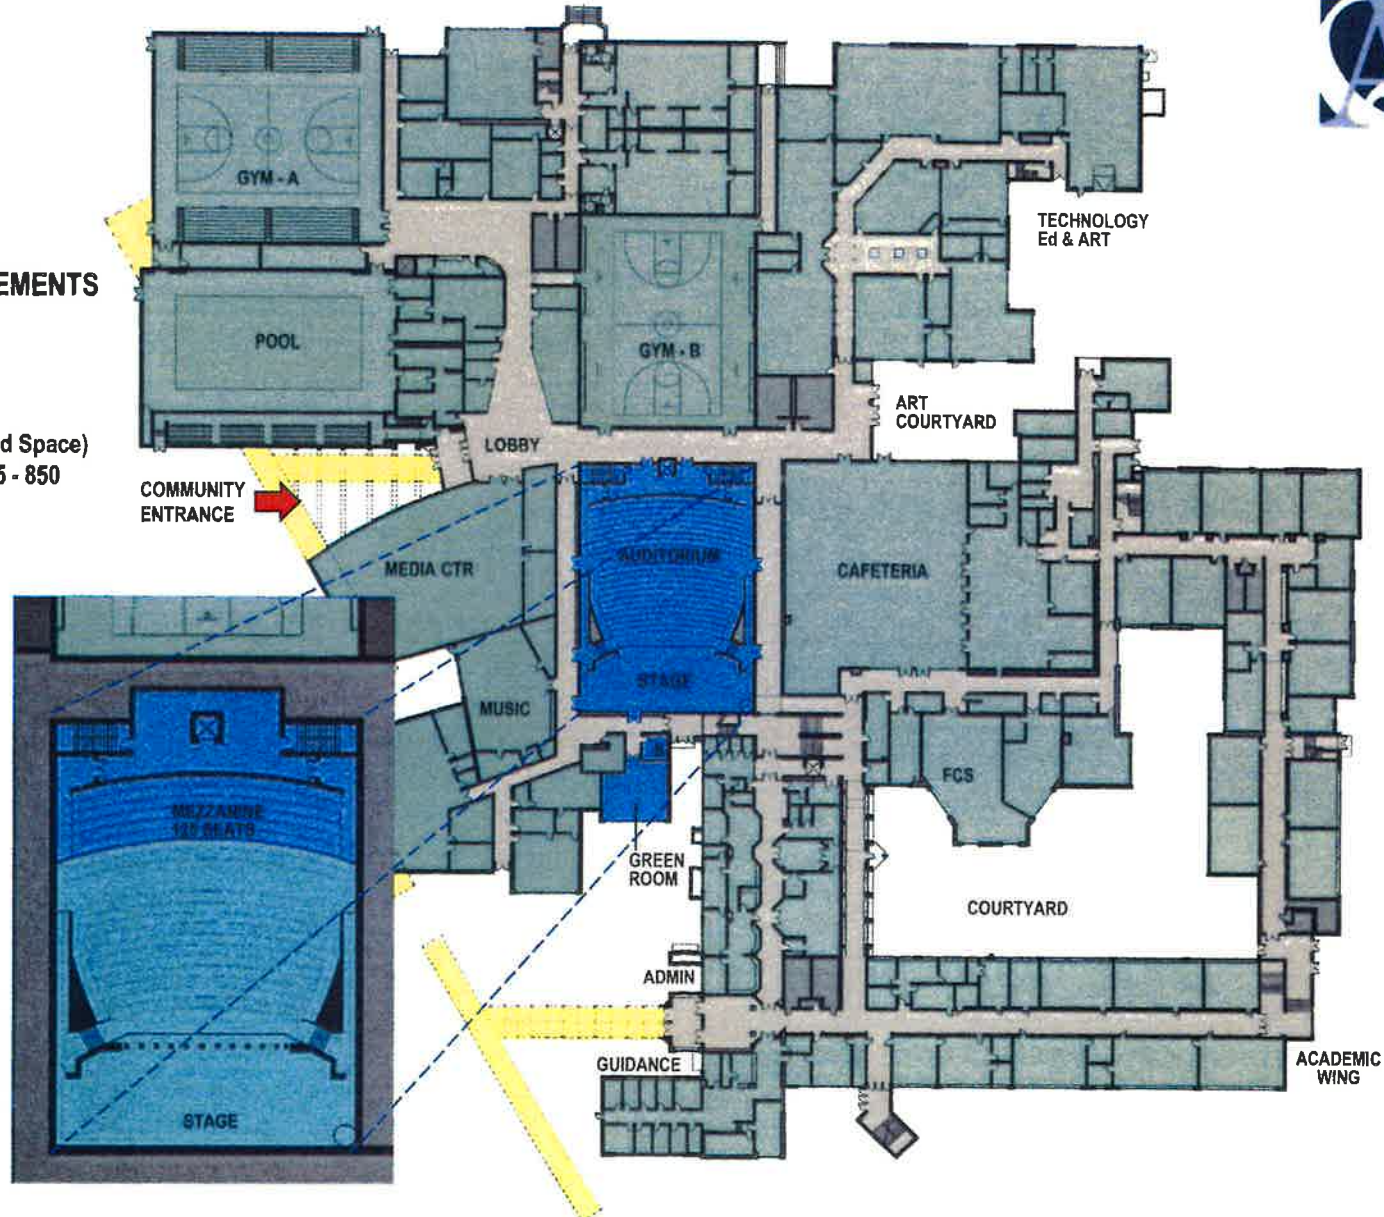 GYM - A
TECHNOLOGY
Ed & ART
EMENTS
POOL
GYM - B
ART
COURTYARD
d Space)
5 - 850
LOBBY
COMMUNITY
ENTRANCE
AUDITORIUM
MEDIA CTR
CAFETERIA
STAGE
MUSIC
FCS
MEZZANINE
SEATS
GREEN
ROOM
COURTYARD
ADMIN
GUIDANCE
ACADEMIC
WING
STAGE